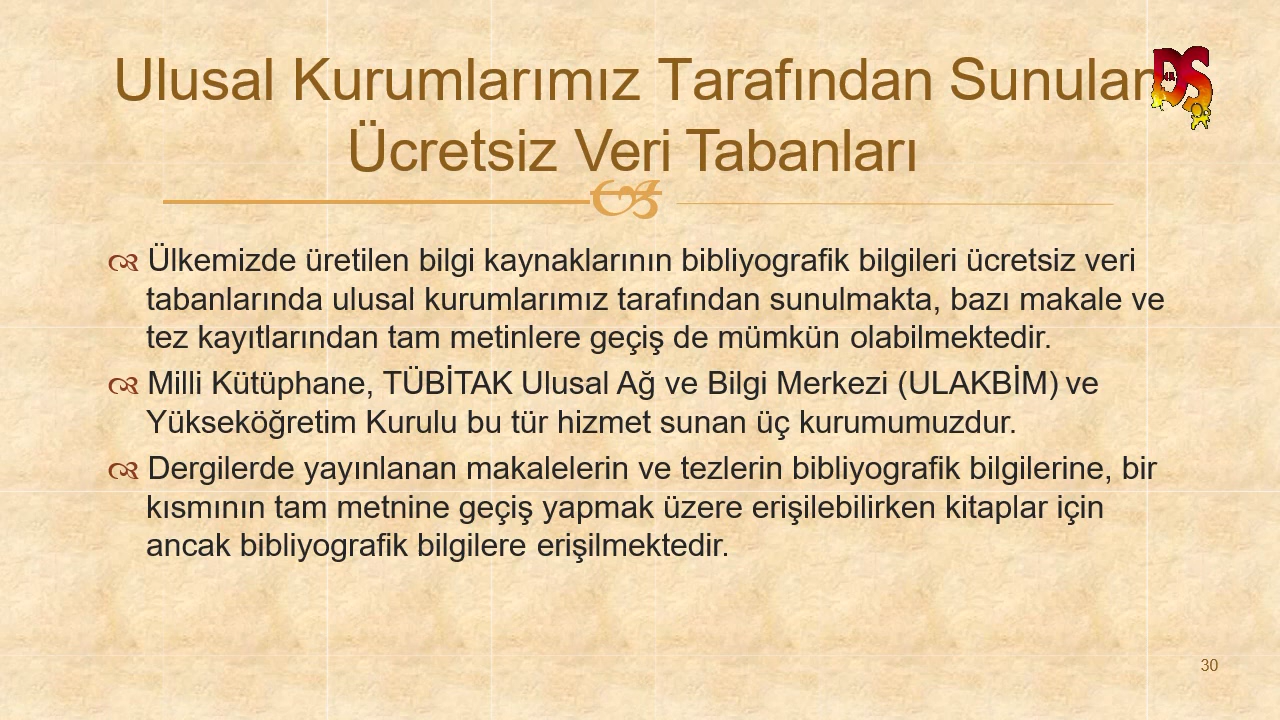 Ulusal Kurumlarımız Tarafından Sunulan
Ücretsiz Veri Tabanları
Ülkemizde üretilen bilgi kaynaklarının bibliyografik bilgileri ücretsiz veri
tabanlarında ulusal kurumlarımız tarafından sunulmakta, bazı makale ve
tez kayıtlarından tam metinlere geçiş de mümkün olabilmektedir.
Milli Kütüphane, TÜBİTAK Ulusal Ağ ve Bilgi Merkezi (ULAKBİM) ve
Yükseköğretim Kurulu bu tür hizmet sunan üç kurumumuzdur.
Dergilerde yayınlanan makalelerin ve tezlerin bibliyografik bilgilerine, bir
kısmının tam metnine geçiş yapmak üzere erişilebilirken kitaplar için
ancak bibliyografik bilgilere erişilmektedir.
30